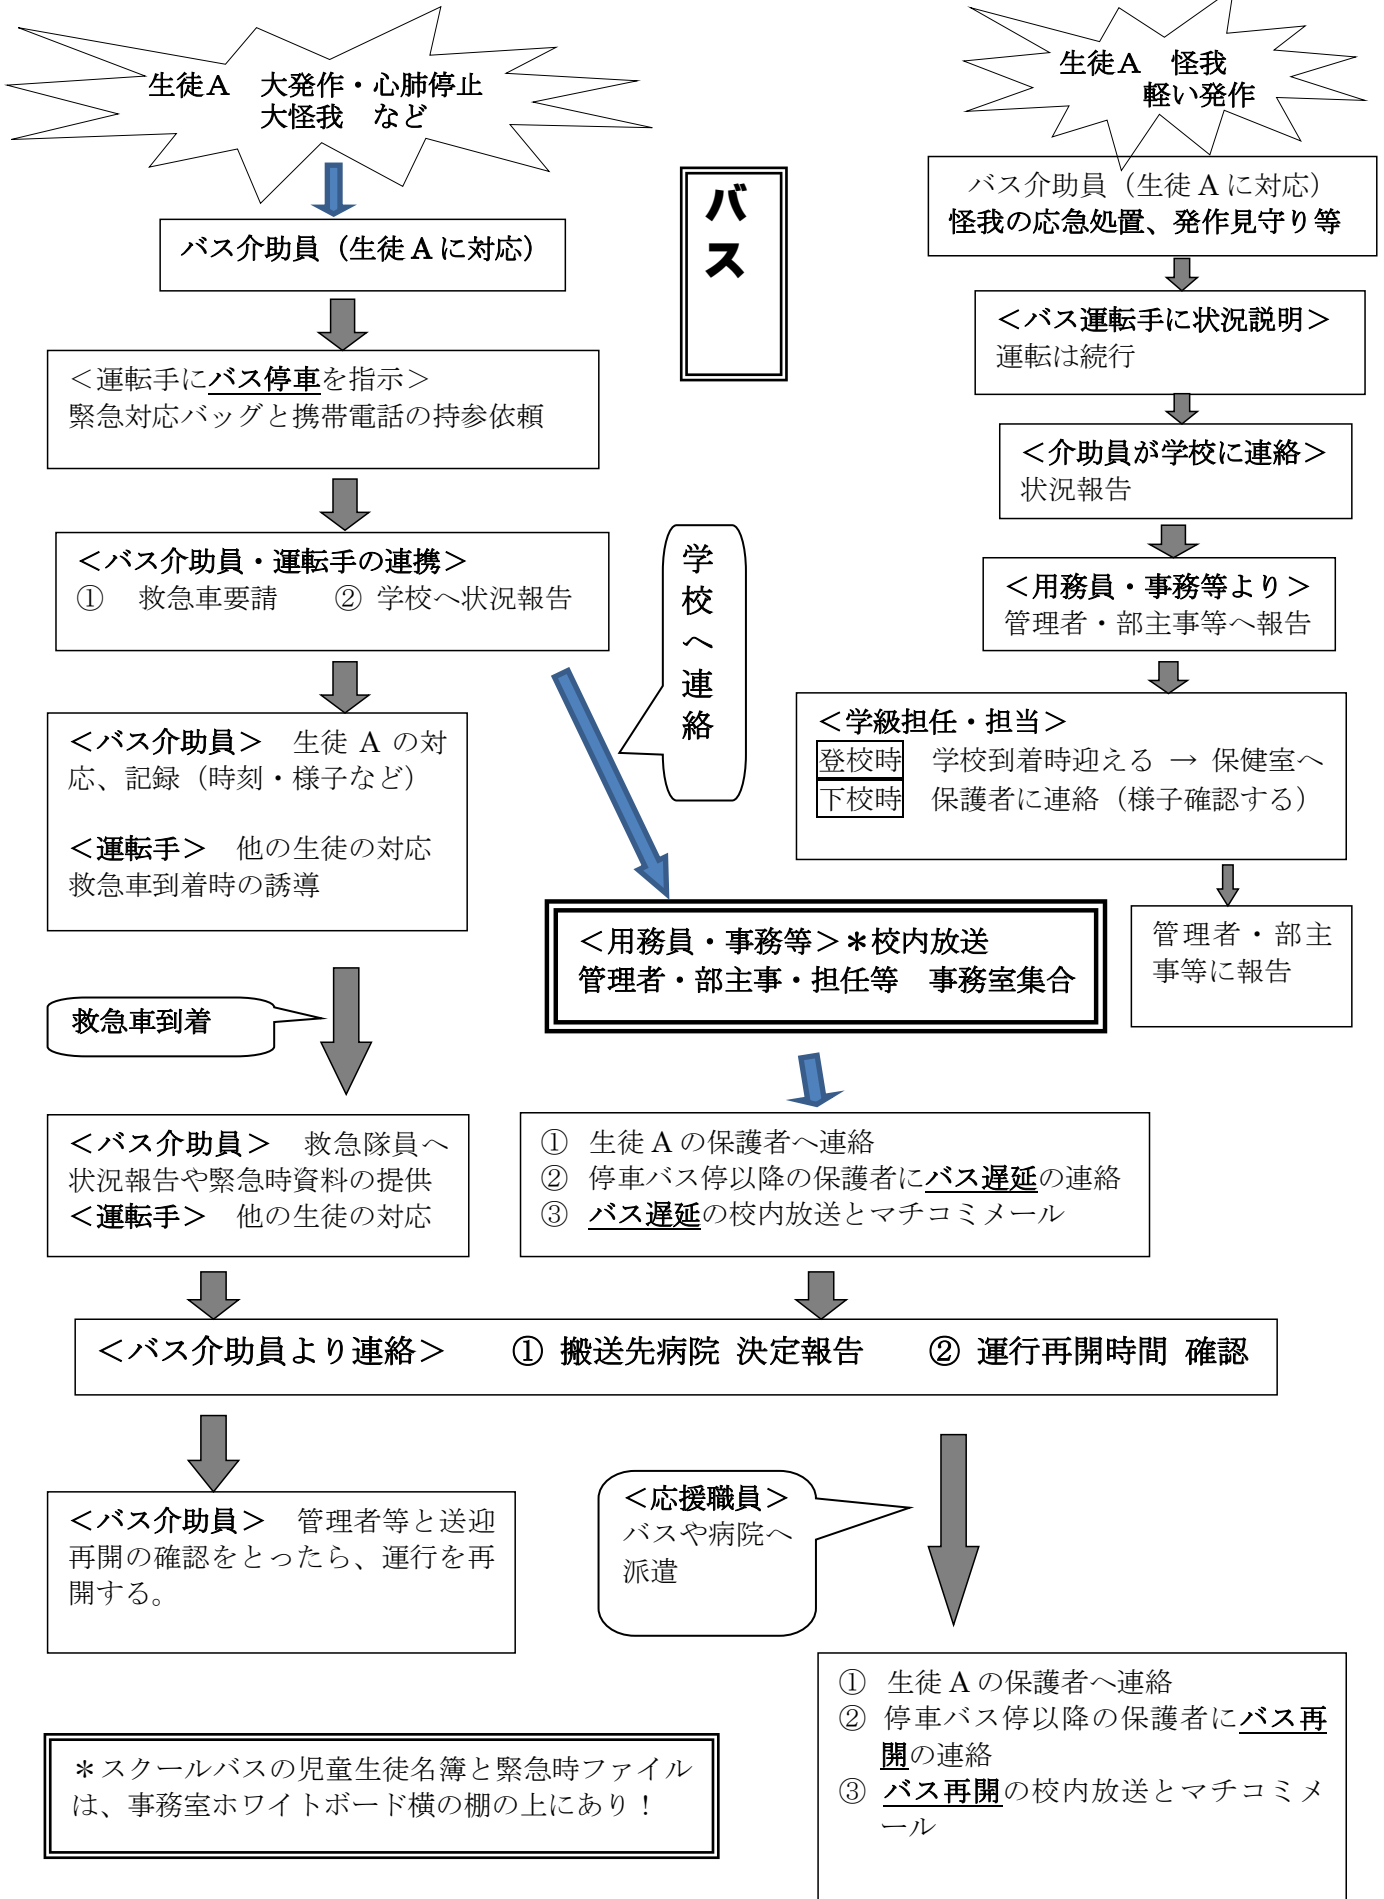 生徒A　大発作・心肺停止
大怪我　など
バス介助員（生徒Aに対応）
＜運転手にバス停車を指示＞
緊急対応バッグと携帯電話の持参依頼
＜バス介助員・運転手の連携＞
①　救急車要請　　② 学校へ状況報告
＜バス介助員＞　生徒 A の対
応、記録（時刻・様子など）
＜運転手＞　他の生徒の対応
救急車到着時の誘導
救急車到着
＜バス介助員＞　救急隊員へ
状況報告や緊急時資料の提供
＜運転手＞　他の生徒の対応
バス
学校へ連絡
＜用務員・事務等＞＊校内放送
管理者・部主事・担任等　事務室集合
①　生徒 A の保護者へ連絡
②　停車バス停以降の保護者にバス遅延の連絡
③　バス遅延の校内放送とマチコミメール
生徒A　怪我
軽い発作
バス介助員（生徒 A に対応）
怪我の応急処置、発作見守り等
＜バス運転手に状況説明＞
運転は続行
＜介助員が学校に連絡＞
状況報告
＜用務員・事務等より＞
管理者・部主事等へ報告
＜学級担任・担当＞
登校時　学校到着時迎える → 保健室へ
下校時　保護者に連絡（様子確認する）
管理者・部主
事等に報告
＜バス介助員より連絡＞　　① 搬送先病院 決定報告　　② 運行再開時間 確認
＜バス介助員＞　管理者等と送迎
再開の確認をとったら、運行を再
開する。
＜応援職員＞
バスや病院へ
派遣
①　生徒 A の保護者へ連絡
②　停車バス停以降の保護者にバス再
開の連絡
③　バス再開の校内放送とマチコミメ
ール
＊スクールバスの児童生徒名簿と緊急時ファイル
は、事務室ホワイトボード横の棚の上にあり！